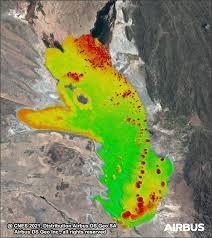 © CNES 2021, Distribution Airbus DS Geo SA
Airbus DS Geo Inc., all rights reserved
AIRBUS